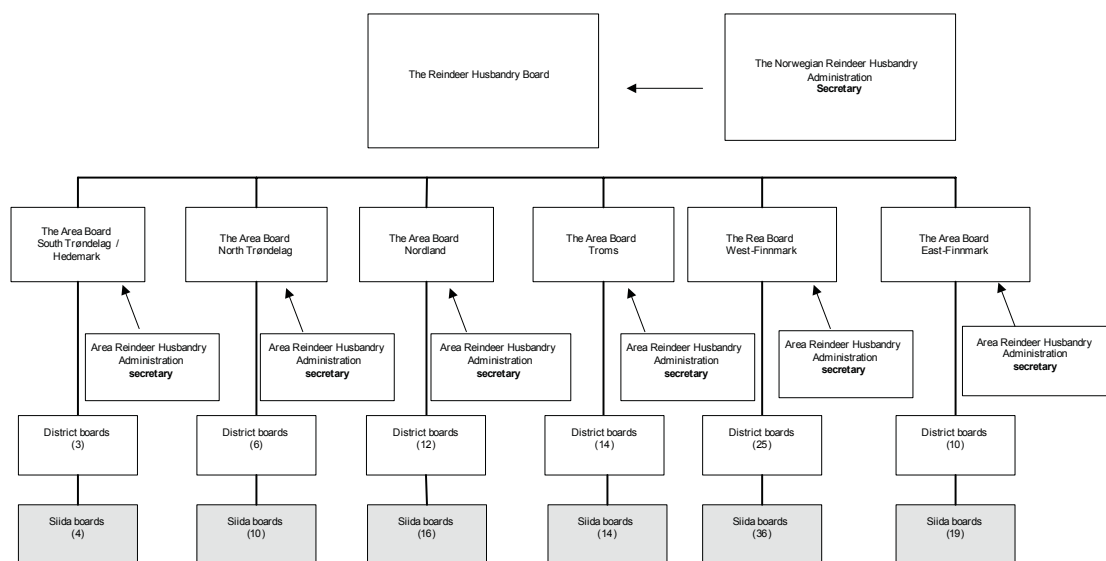 The Reindeer Husbandry Board
The Norwegian Reindeer Husbandry
Administration
Secretary
The Area Board
South Trøndelag /
Hedemark
The Area Board
North Trøndelag
The Area Board
Nordland
The Area Board
Troms
The Rea Board
West-Finnmark
The Area Board
East-Finnmark
Area Reindeer Husbandry
Administration
secretary
Area Reindeer Husbandry
Administration
secretary
Area Reindeer Husbandry
Administration
secretary
Area Reindeer Husbandry
Administration
secretary
Area Reindeer Husbandry
Administration
secretary
Area Reindeer Husbandry
Administration
secretary
District boards
(3)
District boards
(6)
District boards
(12)
District boards
(14)
District boards
(25)
District boards
(10)
Siida boards
(4)
Siida boards
(10)
Siida boards
(16)
Siida boards
(14)
Siida boards
(36)
Siida boards
(19)